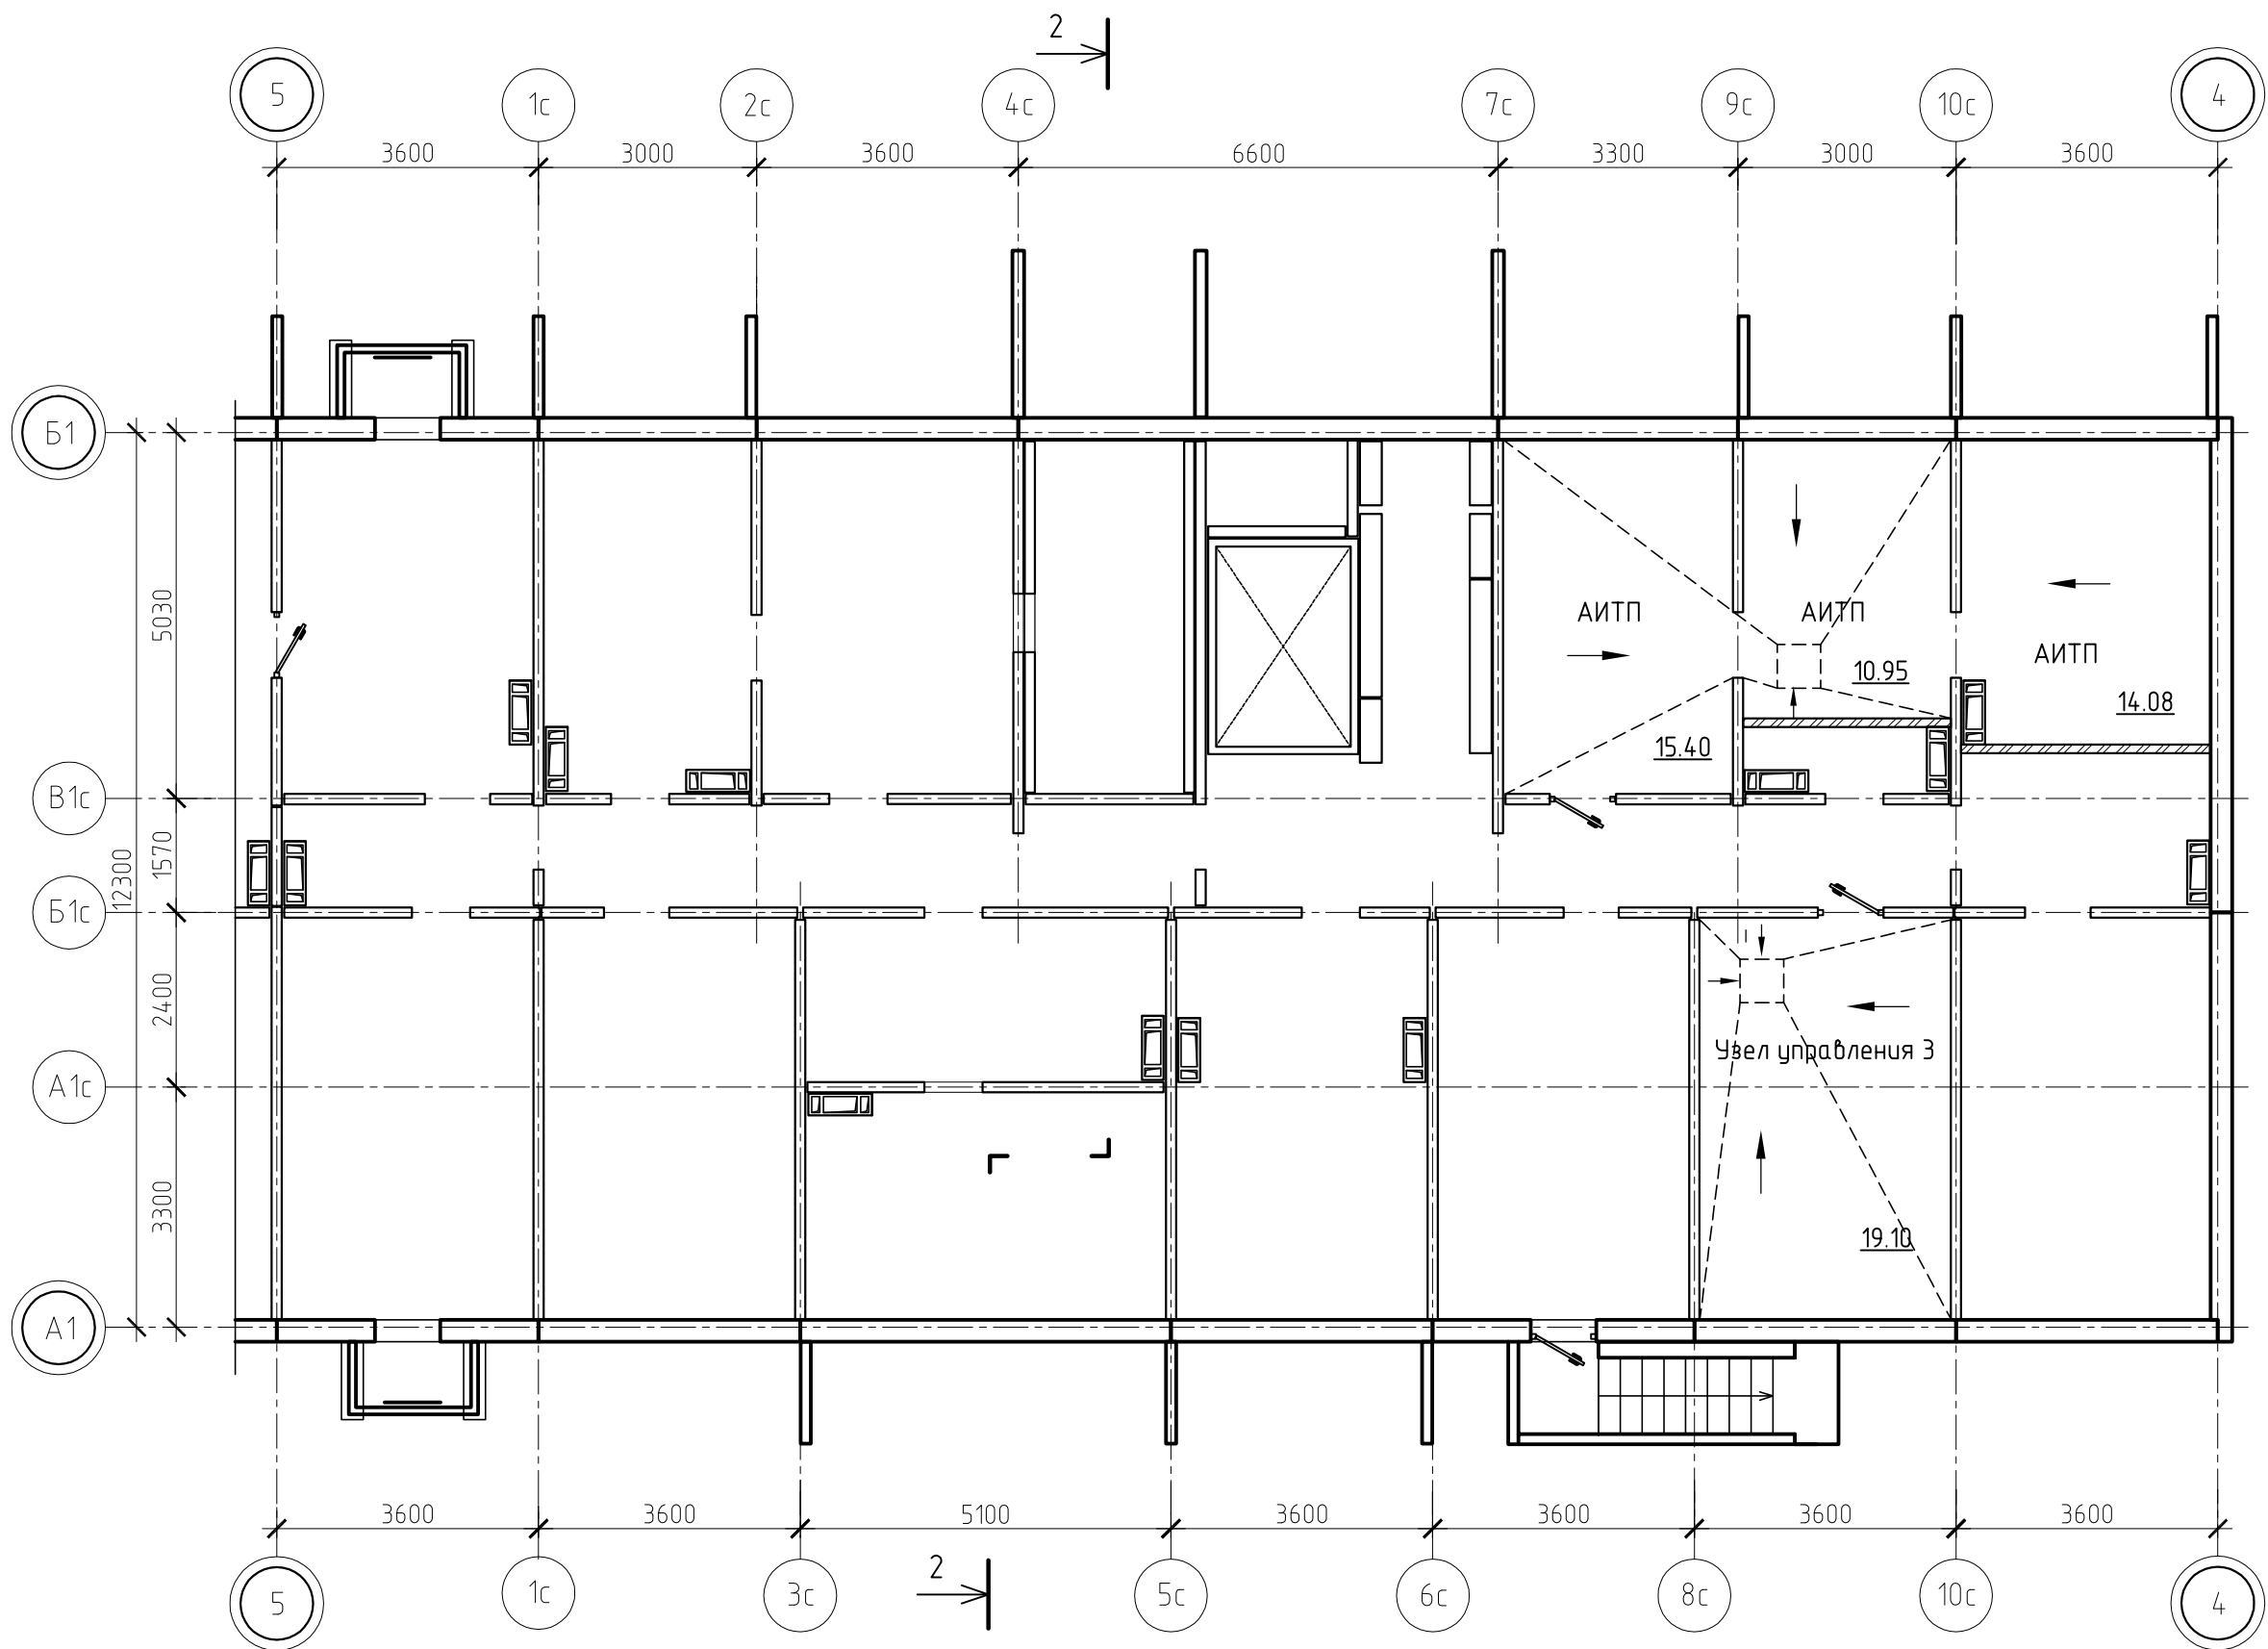 2
5 1с 2с 4с 7с 9с 10с 4
3600 3000 3600 6600 3300 3000 3600
Б1
5030
АИТП АИТП
АИТП
10.95
14.08
15.40
В1с
1570
12300
Б1с
2400
Узел управления 3
А1с
3300
19.10
А1
3600 3600 5100 3600 3600 3600 3600
2
5 1с 3с 5с 6с 8с 10с 4